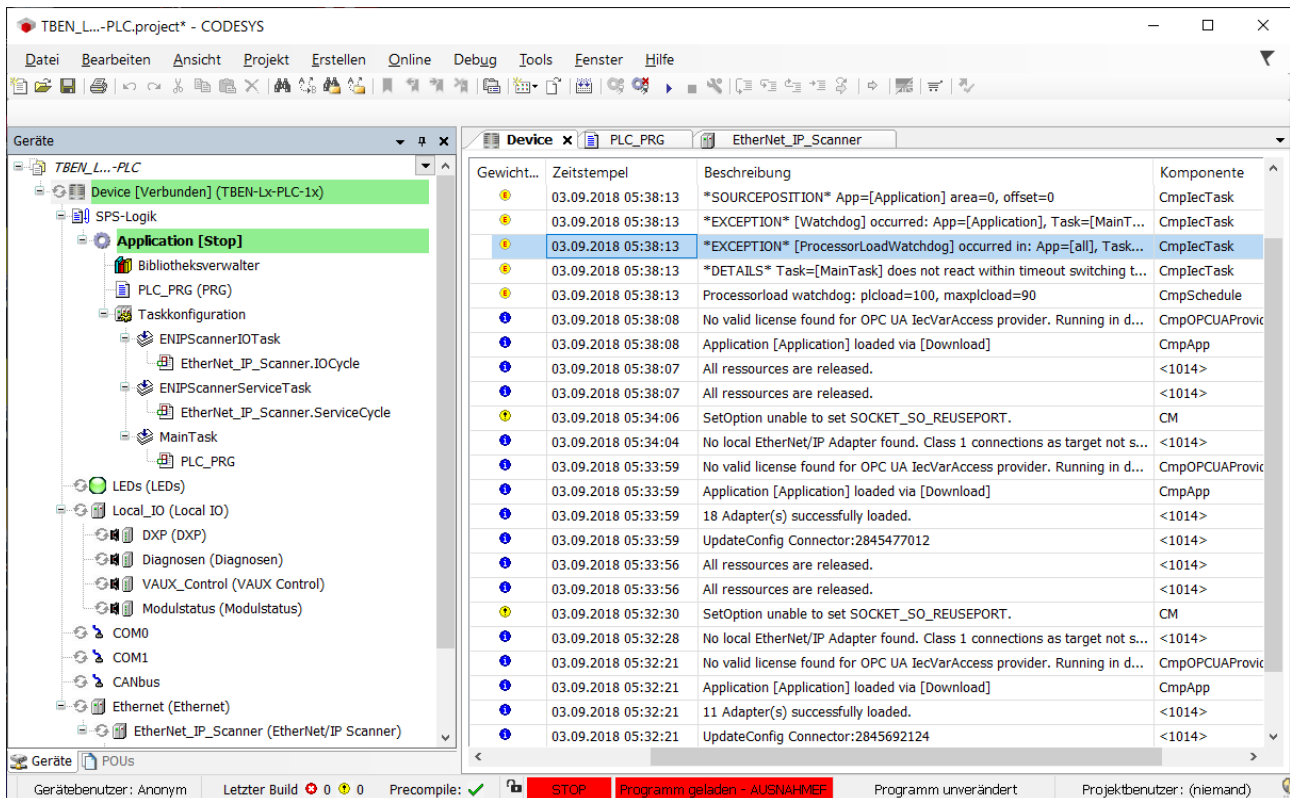 TBEN_L...-PLC.project* - CODESYS
Datei Bearbeiten Ansicht Projekt Erstellen Online Debug Tools Fenster Hilfe
Geräte
TBEN_L...-PLC
Device [Verbunden] (TBEN-Lx-PLC-1x)
SPS-Logik
Application [Stop]
Bibliotheksverwalter
PLC_PRG (PRG)
Taskkonfiguration
ENIPScannerIOTask
EtherNet_IP_Scanner.IOCycle
ENIPScannerServiceTask
EtherNet_IP_Scanner.ServiceCycle
MainTask
PLC_PRG
LEDs (LEDs)
Local_IO (Local IO)
DXP (DXP)
Diagnosen (Diagnosen)
VAUX_Control (VAUX Control)
Modulstatus (Modulstatus)
COM0
COM1
CANbus
Ethernet (Ethernet)
EtherNet_IP_Scanner (EtherNet/IP Scanner)
Geräte POUs
Device PLC_PRG EtherNet_IP_Scanner
Gewicht... Zeitstempel Beschreibung Komponente
03.09.2018 05:38:13 *SOURCEPOSITION* App=[Application] area=0, offset=0 CmpIecTask
03.09.2018 05:38:13 *EXCEPTION* [Watchdog] occurred: App=[Application], Task=[MainT... CmpIecTask
03.09.2018 05:38:13 *EXCEPTION* [ProcessorLoadWatchdog] occurred in: App=[all], Task... CmpIecTask
03.09.2018 05:38:13 *DETAILS* Task=[MainTask] does not react within timeout switching t... CmpIecTask
03.09.2018 05:38:13 Processorload watchdog: plcload=100, maxplcload=90 CmpSchedule
03.09.2018 05:38:08 No valid license found for OPC UA IecVarAccess provider. Running in d... CmpOPCUAProvic
03.09.2018 05:38:08 Application [Application] loaded via [Download] CmpApp
03.09.2018 05:38:07 All ressources are released. <1014>
03.09.2018 05:38:07 All ressources are released. <1014>
03.09.2018 05:34:06 SetOption unable to set SOCKET_SO_REUSEPORT. CM
03.09.2018 05:34:04 No local EtherNet/IP Adapter found. Class 1 connections as target not s... <1014>
03.09.2018 05:33:59 No valid license found for OPC UA IecVarAccess provider. Running in d... CmpOPCUAProvic
03.09.2018 05:33:59 Application [Application] loaded via [Download] CmpApp
03.09.2018 05:33:59 18 Adapter(s) successfully loaded. <1014>
03.09.2018 05:33:59 UpdateConfig Connector:2845477012 <1014>
03.09.2018 05:33:56 All ressources are released. <1014>
03.09.2018 05:33:56 All ressources are released. <1014>
03.09.2018 05:32:30 SetOption unable to set SOCKET_SO_REUSEPORT. CM
03.09.2018 05:32:28 No local EtherNet/IP Adapter found. Class 1 connections as target not s... <1014>
03.09.2018 05:32:21 No valid license found for OPC UA IecVarAccess provider. Running in d... CmpOPCUAProvic
03.09.2018 05:32:21 Application [Application] loaded via [Download] CmpApp
03.09.2018 05:32:21 11 Adapter(s) successfully loaded. <1014>
03.09.2018 05:32:21 UpdateConfig Connector:2845692124 <1014>
Gerätebenutzer: Anonym Letzter Build 0 0 Precompile: STOP Programm geladen - AUSNAHMEF Programm unverändert Projektbenutzer: (niemand)